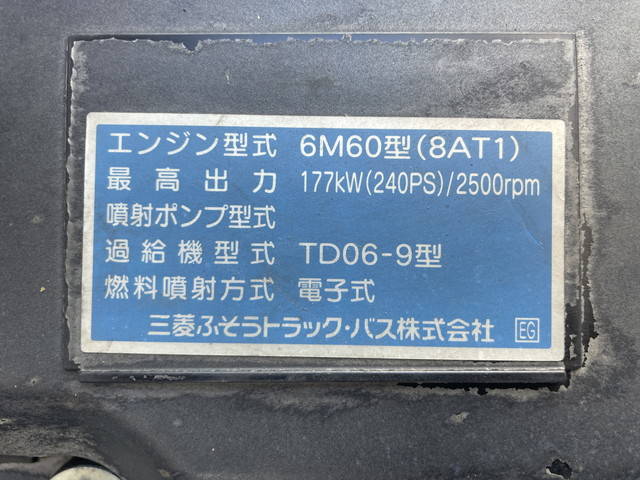 エンジン型式 6M60型(8AT1)
最高出力 177kW(240PS)/2500rpm
噴射ポンプ型式
過給機型式 TD06-9型
燃料噴射方式 電子式
三菱ふそうトラック・バス株式会社 EG